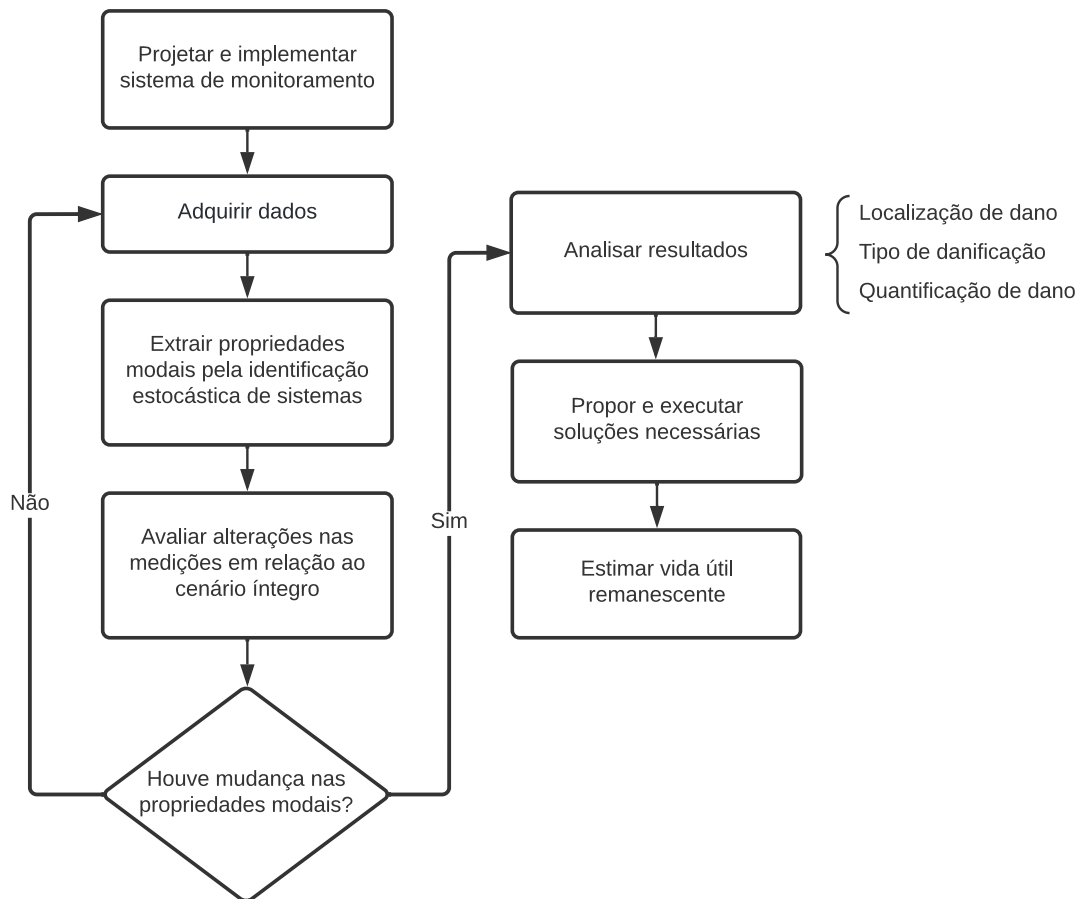 Projetar e implementar
sistema de monitoramento
Adquirir dados
Extrair propriedades
modais pela identificação
estocástica de sistemas
Avaliar alterações nas
medições em relação ao
cenário íntegro
Houve mudança nas
propriedades modais?
Não
Sim
Analisar resultados
Localização de dano
Tipo de danificação
Quantificação de dano
Propor e executar
soluções necessárias
Estimar vida útil
remanescente